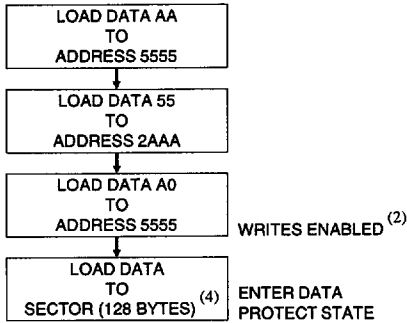 LOAD DATA AA
TO
ADDRESS 5555
LOAD DATA 55
TO
ADDRESS 2AAA
LOAD DATA A0
TO
ADDRESS 5555
WRITES ENABLED (2)
LOAD DATA
TO
SECTOR (128 BYTES) (4)
ENTER DATA
PROTECT STATE